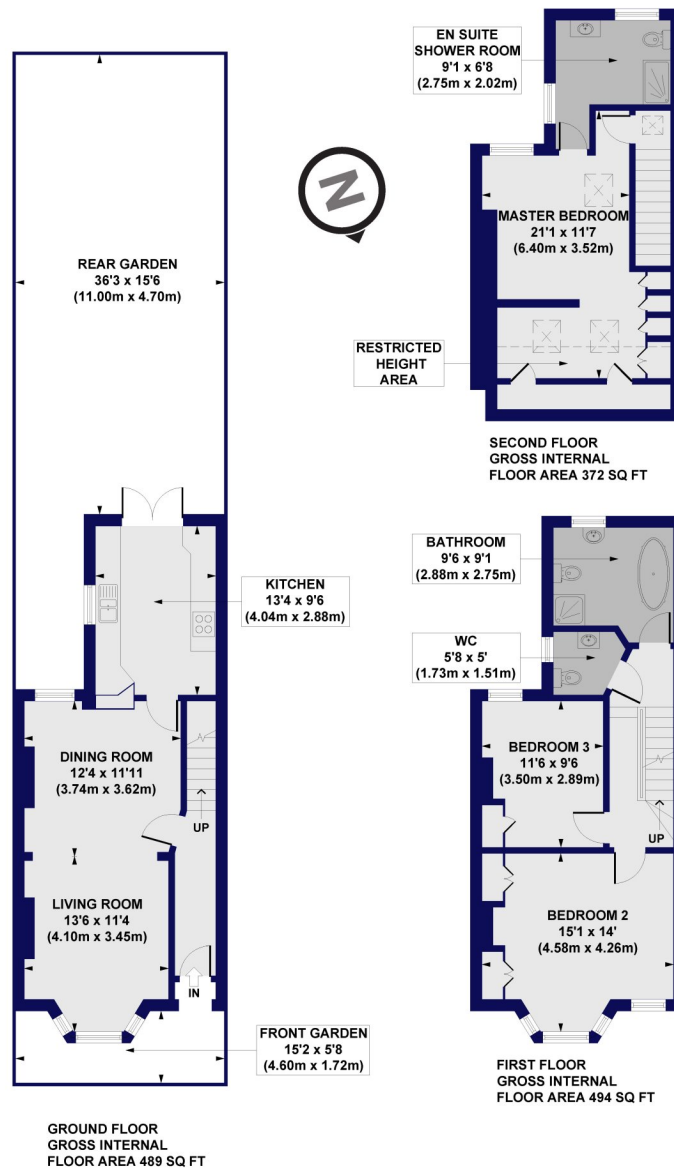 EN SUITE
SHOWER ROOM
9'1 x 6'8
(2.75m x 2.02m)
N
REAR GARDEN
36'3 x 15'6
(11.00m x 4.70m)
MASTER BEDROOM
21'1 x 11'7
(6.40m x 3.52m)
RESTRICTED
HEIGHT
AREA
SECOND FLOOR
GROSS INTERNAL
FLOOR AREA 372 SQ FT
KITCHEN
13'4 x 9'6
(4.04m x 2.88m)
BATHROOM
9'6 x 9'1
(2.88m x 2.75m)
WC
5'8 x 5'
(1.73m x 1.51m)
DINING ROOM
12'4 x 11'11
(3.74m x 3.62m)
UP
BEDROOM 3
11'6 x 9'6
(3.50m x 2.89m)
UP
LIVING ROOM
13'6 x 11'4
(4.10m x 3.45m)
IN
BEDROOM 2
15'1 x 14'
(4.58m x 4.26m)
FRONT GARDEN
15'2 x 5'8
(4.60m x 1.72m)
FIRST FLOOR
GROSS INTERNAL
FLOOR AREA 494 SQ FT
GROUND FLOOR
GROSS INTERNAL
FLOOR AREA 489 SQ FT